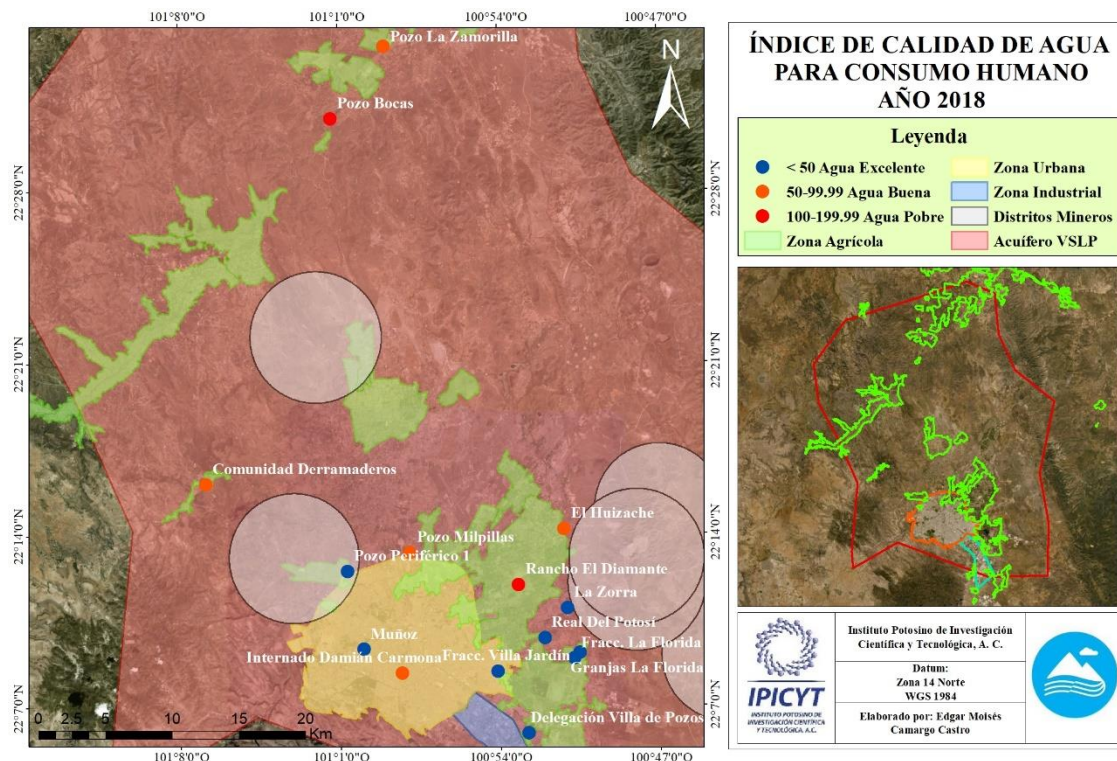 101°8'0"O
101°1'0"O
100°54'0"O
100°47'0"O
Pozo La Zamorilla
N
Pozo Bocas
22°28'0"N
22°28'0"N
22°21'0"N
22°21'0"N
Comunidad Derramaderos
El Huizache
22°14'0"N
22°14'0"N
Pozo Milpillas
Pozo Periférico 1
Rancho El Diamante
La Zorra
Real Del Potosí
Muñoz
Fracc. La Florida
Internado Damián Carmona
Fracc. Villa Jardín
Granjas La Florida
22°7'0"N
22°7'0"N
Delegación Villa de Pozos
0 2.5 5 10 15 20
Km
101°8'0"O
101°1'0"O
100°54'0"O
100°47'0"O
ÍNDICE DE CALIDAD DE AGUA
PARA CONSUMO HUMANO
AÑO 2018
Leyenda
< 50 Agua Excelente
50-99.99 Agua Buena
100-199.99 Agua Pobre
Zona Agrícola
Zona Urbana
Zona Industrial
Distritos Mineros
Acuífero VSLP
IPICYT
INSTITUTO POTOSINO DE
INVESTIGACIÓN CIENTÍFICA
Y TECNOLÓGICA, A.C.
Instituto Potosino de Investigación
Científica y Tecnológica, A. C.
Datum:
Zona 14 Norte
WGS 1984
Elaborado por: Edgar Moisés
Camargo Castro